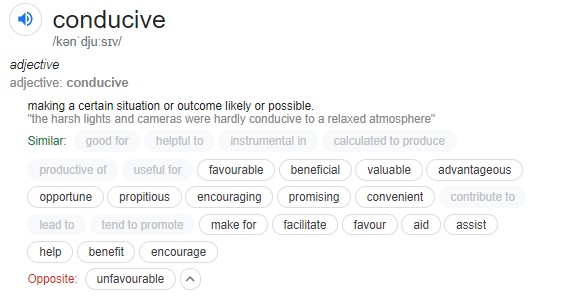 conducive
/kənˈdjuːsɪv/
adjective
adjective: conducive
making a certain situation or outcome likely or possible.
"the harsh lights and cameras were hardly conducive to a relaxed atmosphere"
Similar: good for helpful to instrumental in calculated to produce
productive of useful for favourable beneficial valuable advantageous
opportune propitious encouraging promising convenient contribute to
lead to tend to promote make for facilitate favour aid assist
help benefit encourage
Opposite: unfavourable